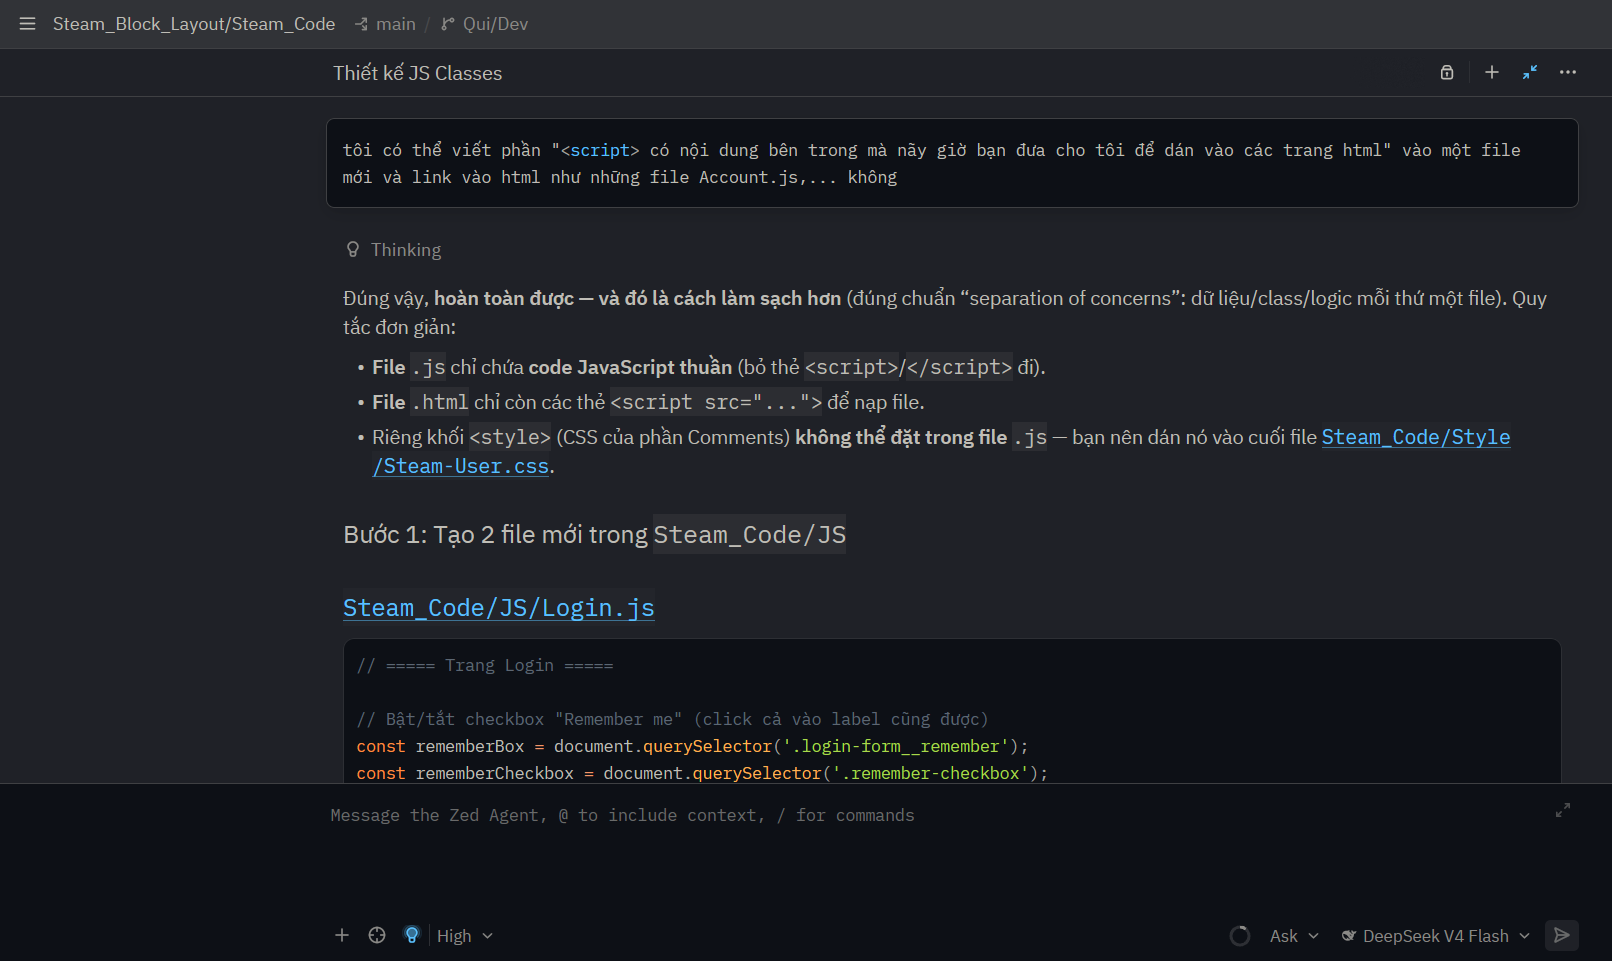 Steam_Block_Layout/Steam_Code main / Qui/Dev
Thiết kế JS Classes
tôi có thể viết phần "<script> có nội dung bên trong mà nãy giờ bạn đưa cho tôi để dán vào các trang html" vào một file
mới và link vào html như những file Account.js,... không
Thinking
Đúng vậy, hoàn toàn được — và đó là cách làm sạch hơn (đúng chuẩn “separation of concerns”: dữ liệu/class/logic mỗi thứ một file). Quy
tắc đơn giản:
• File .js chỉ chứa code JavaScript thuần (bỏ thẻ <script>/</script> đi).
• File .html chỉ còn các thẻ <script src="..."> để nạp file.
• Riêng khối <style> (CSS của phần Comments) không thể đặt trong file .js — bạn nên dán nó vào cuối file Steam_Code/Style
/Steam-User.css.
Bước 1: Tạo 2 file mới trong Steam_Code/JS
Steam_Code/JS/Login.js
// ===== Trang Login =====
// Bật/tắt checkbox "Remember me" (click cả vào label cũng được)
const rememberBox = document.querySelector('.login-form__remember');
const rememberCheckbox = document.querySelector('.remember-checkbox');
Message the Zed Agent, @ to include context, / for commands
High Ask DeepSeek V4 Flash